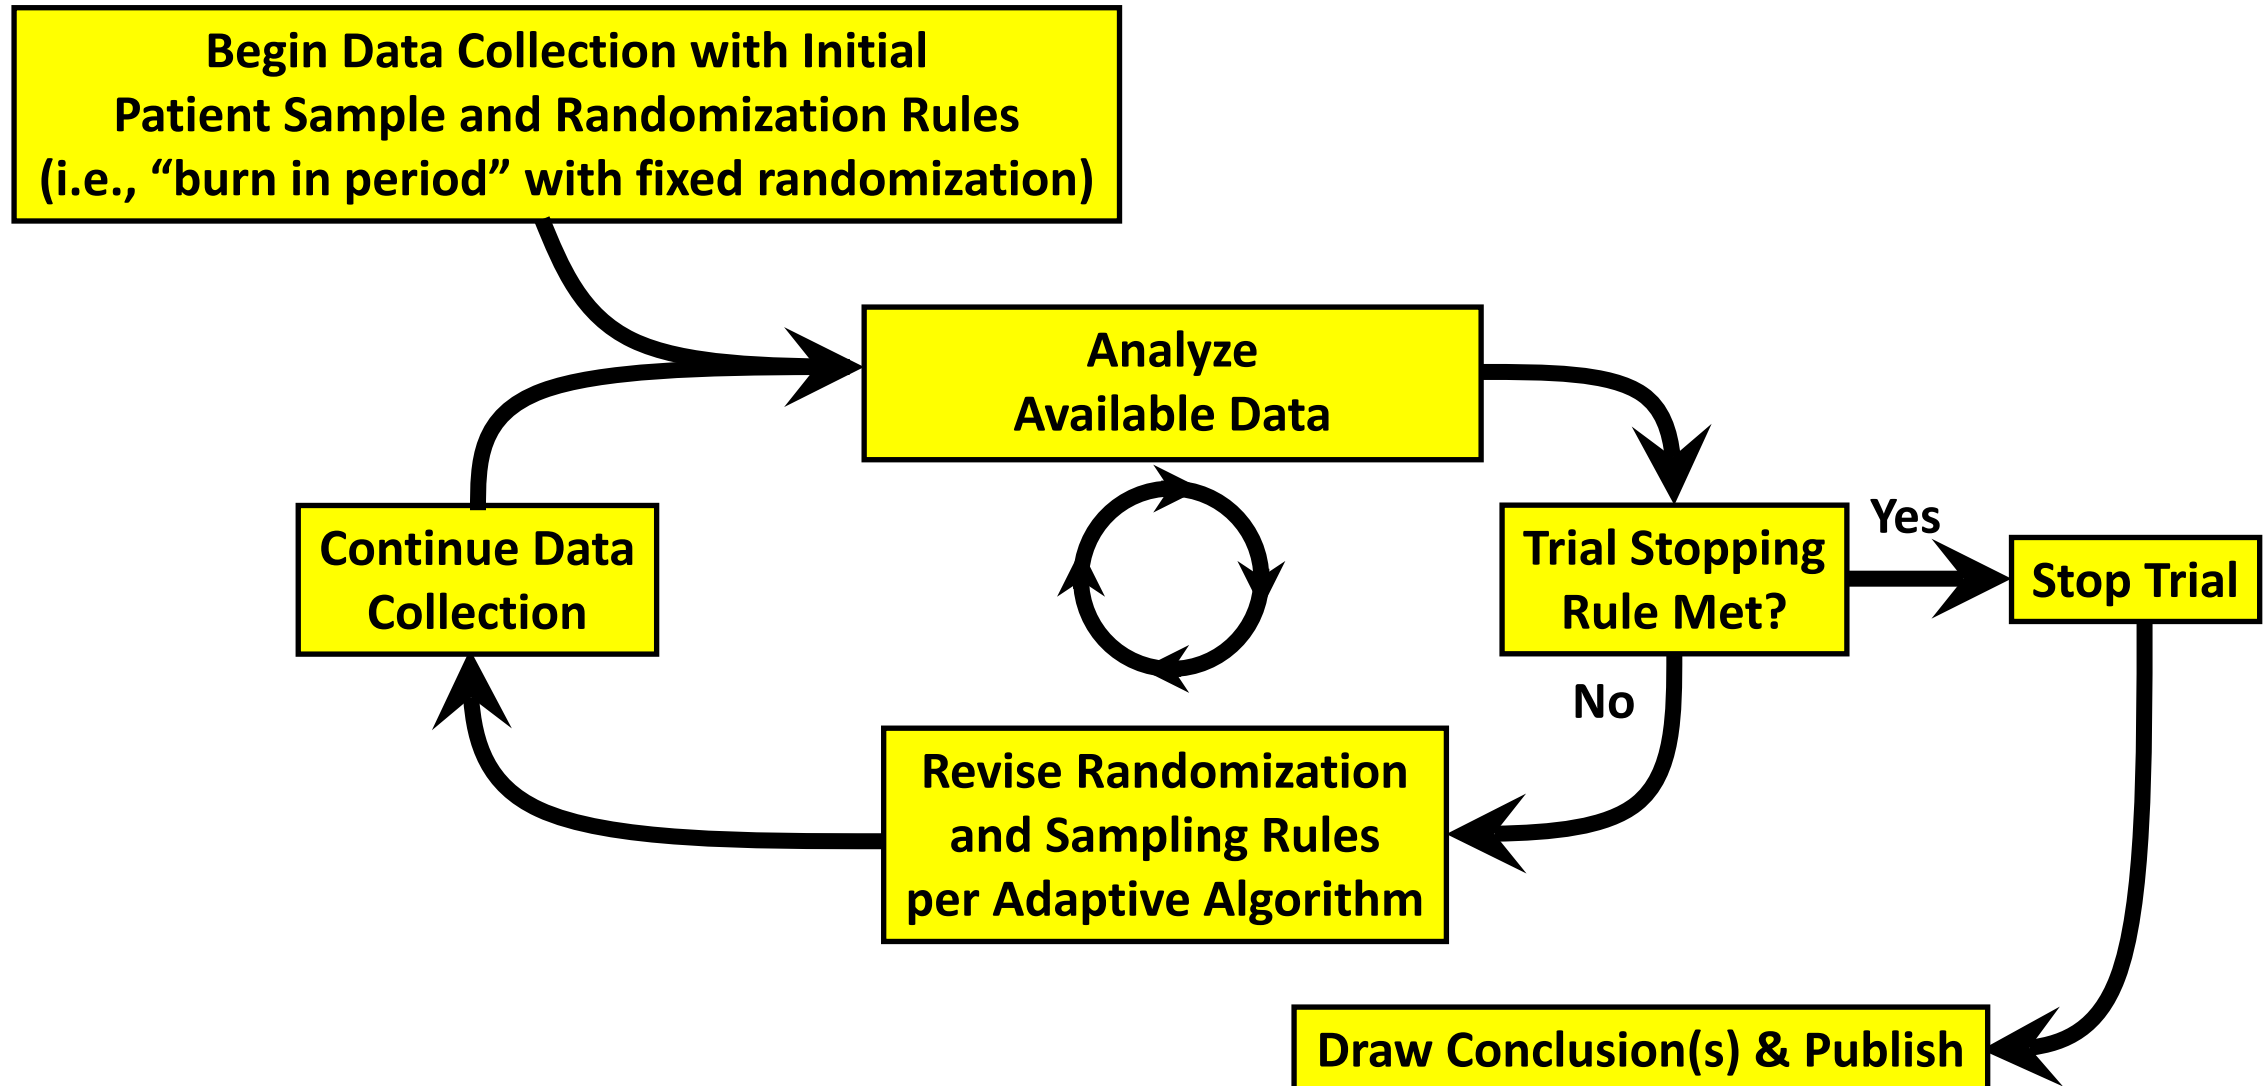 Begin Data Collection with Initial
Patient Sample and Randomization Rules
(i.e., “burn in period” with fixed randomization)
Analyze
Available Data
Continue Data
Collection
Trial Stopping
Rule Met?
Yes
Stop Trial
No
Revise Randomization
and Sampling Rules
per Adaptive Algorithm
Draw Conclusion(s) & Publish